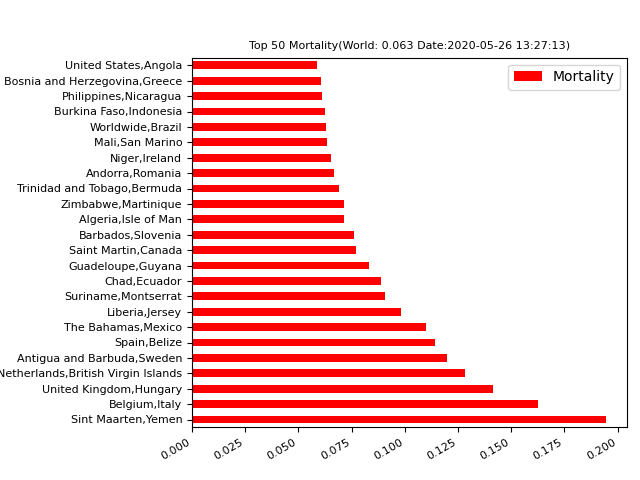 Top 50 Mortality(World: 0.063 Date:2020-05-26 13:27:13)
Mortality
United States,Angola
Bosnia and Herzegovina,Greece
Philippines,Nicaragua
Burkina Faso,Indonesia
Worldwide,Brazil
Mali,San Marino
Niger,Ireland
Andorra,Romania
Trinidad and Tobago,Bermuda
Zimbabwe,Martinique
Algeria,Isle of Man
Barbados,Slovenia
Saint Martin,Canada
Guadeloupe,Guyana
Chad,Ecuador
Suriname,Montserrat
Liberia,Jersey
The Bahamas,Mexico
Spain,Belize
Antigua and Barbuda,Sweden
Netherlands,British Virgin Islands
United Kingdom,Hungary
Belgium,Italy
Sint Maarten,Yemen
0.000 0.025 0.050 0.075 0.100 0.125 0.150 0.175 0.200